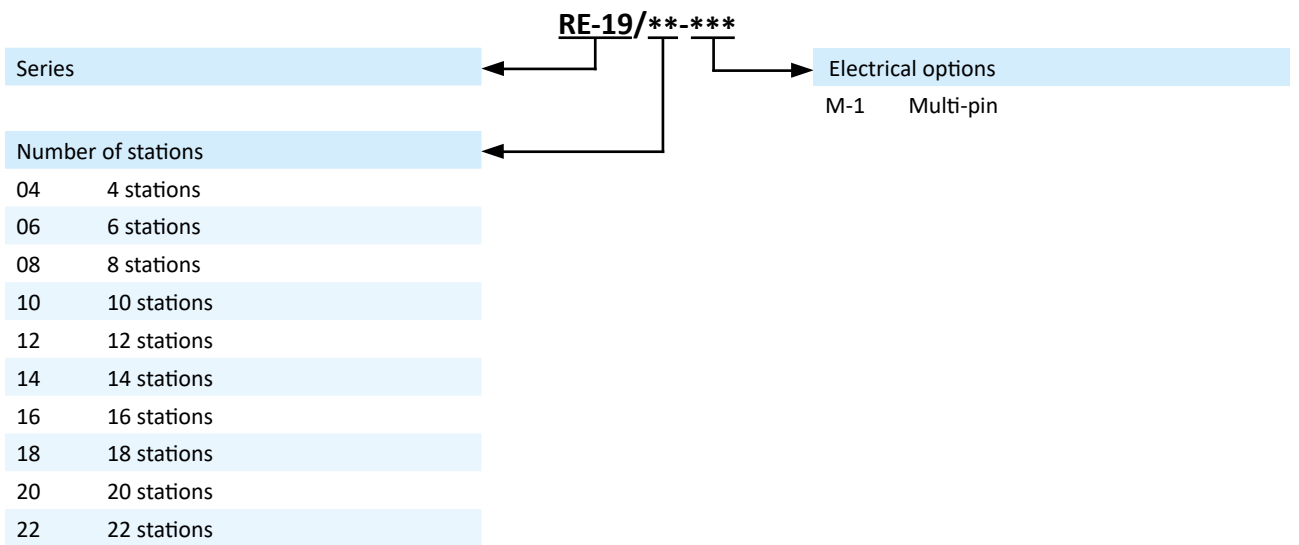 RE-19/**-***
Series
Electrical options
M-1 Multi-pin
Number of stations
04 4 stations
06 6 stations
08 8 stations
10 10 stations
12 12 stations
14 14 stations
16 16 stations
18 18 stations
20 20 stations
22 22 stations